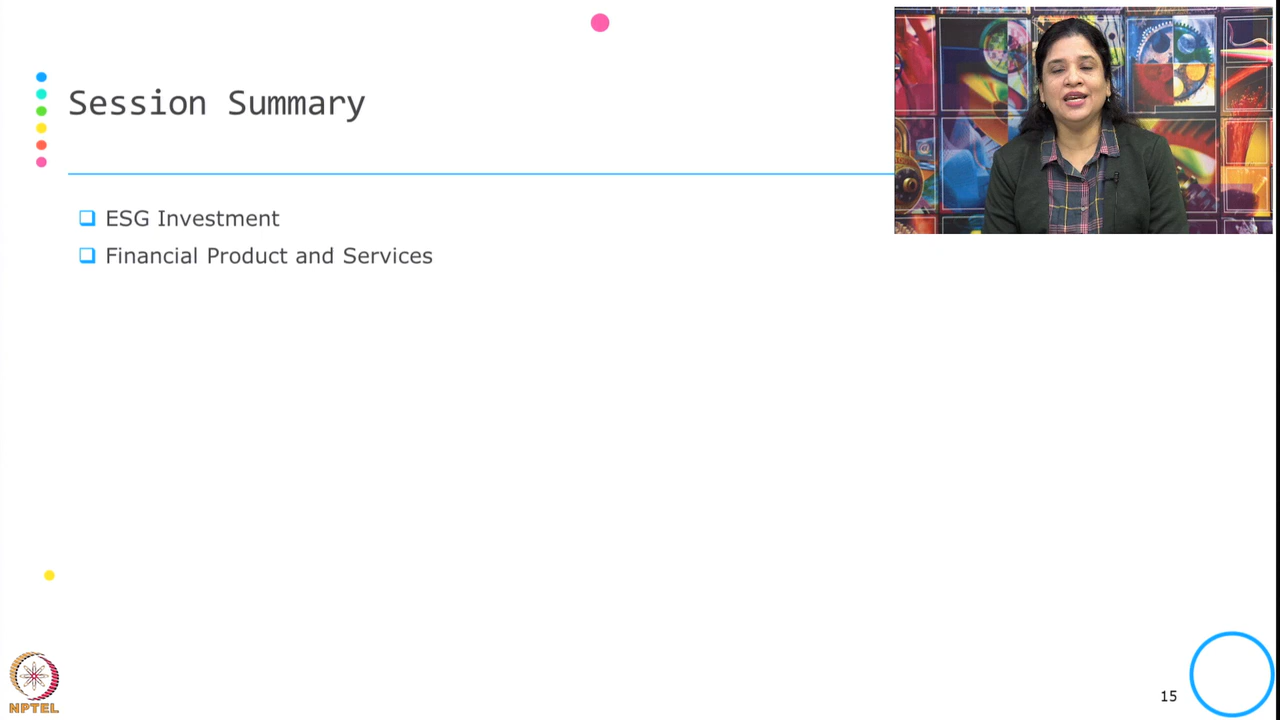 Session Summary
ESG Investment
Financial Product and Services
NPTEL
15